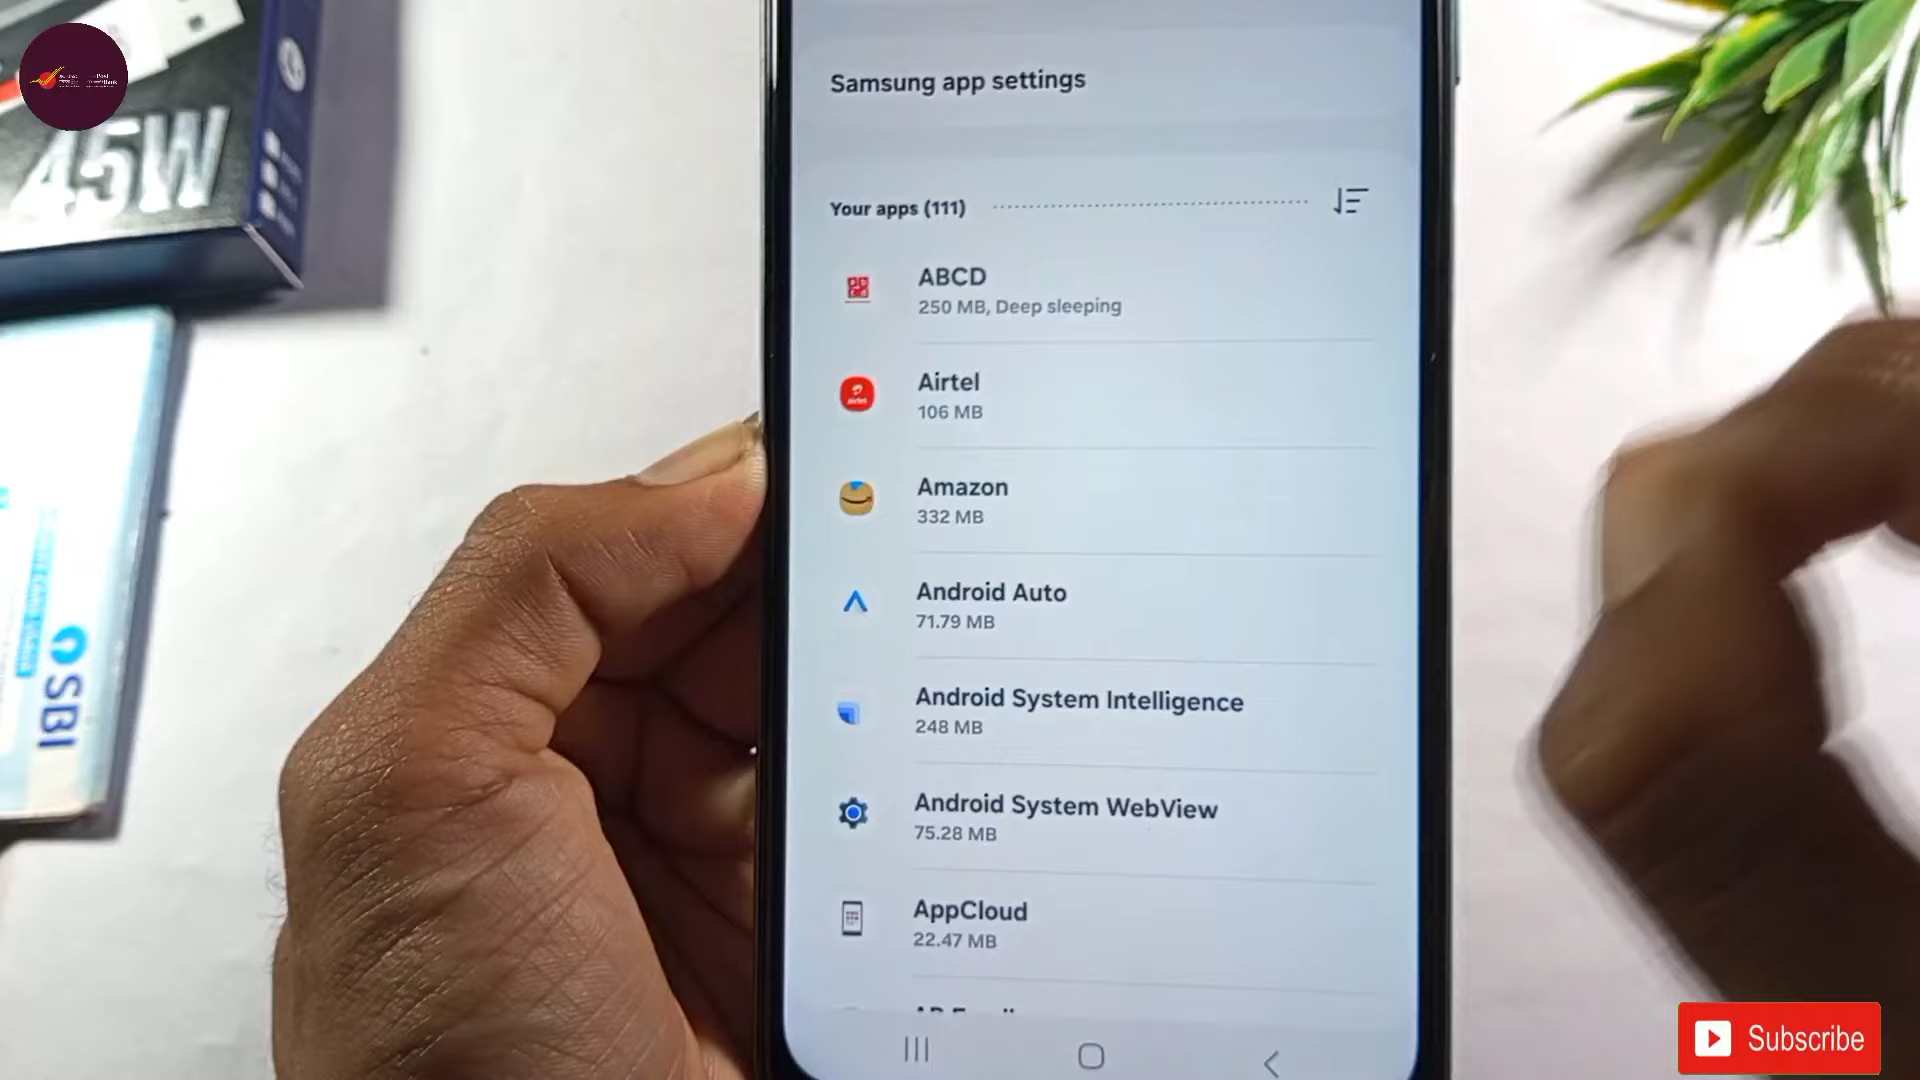 45W
SBI
Samsung app settings
Your apps (111)
ABCD
250 MB, Deep sleeping
Airtel
106 MB
Amazon
332 MB
Android Auto
71.79 MB
Android System Intelligence
248 MB
Android System WebView
75.28 MB
AppCloud
22.47 MB
Subscribe